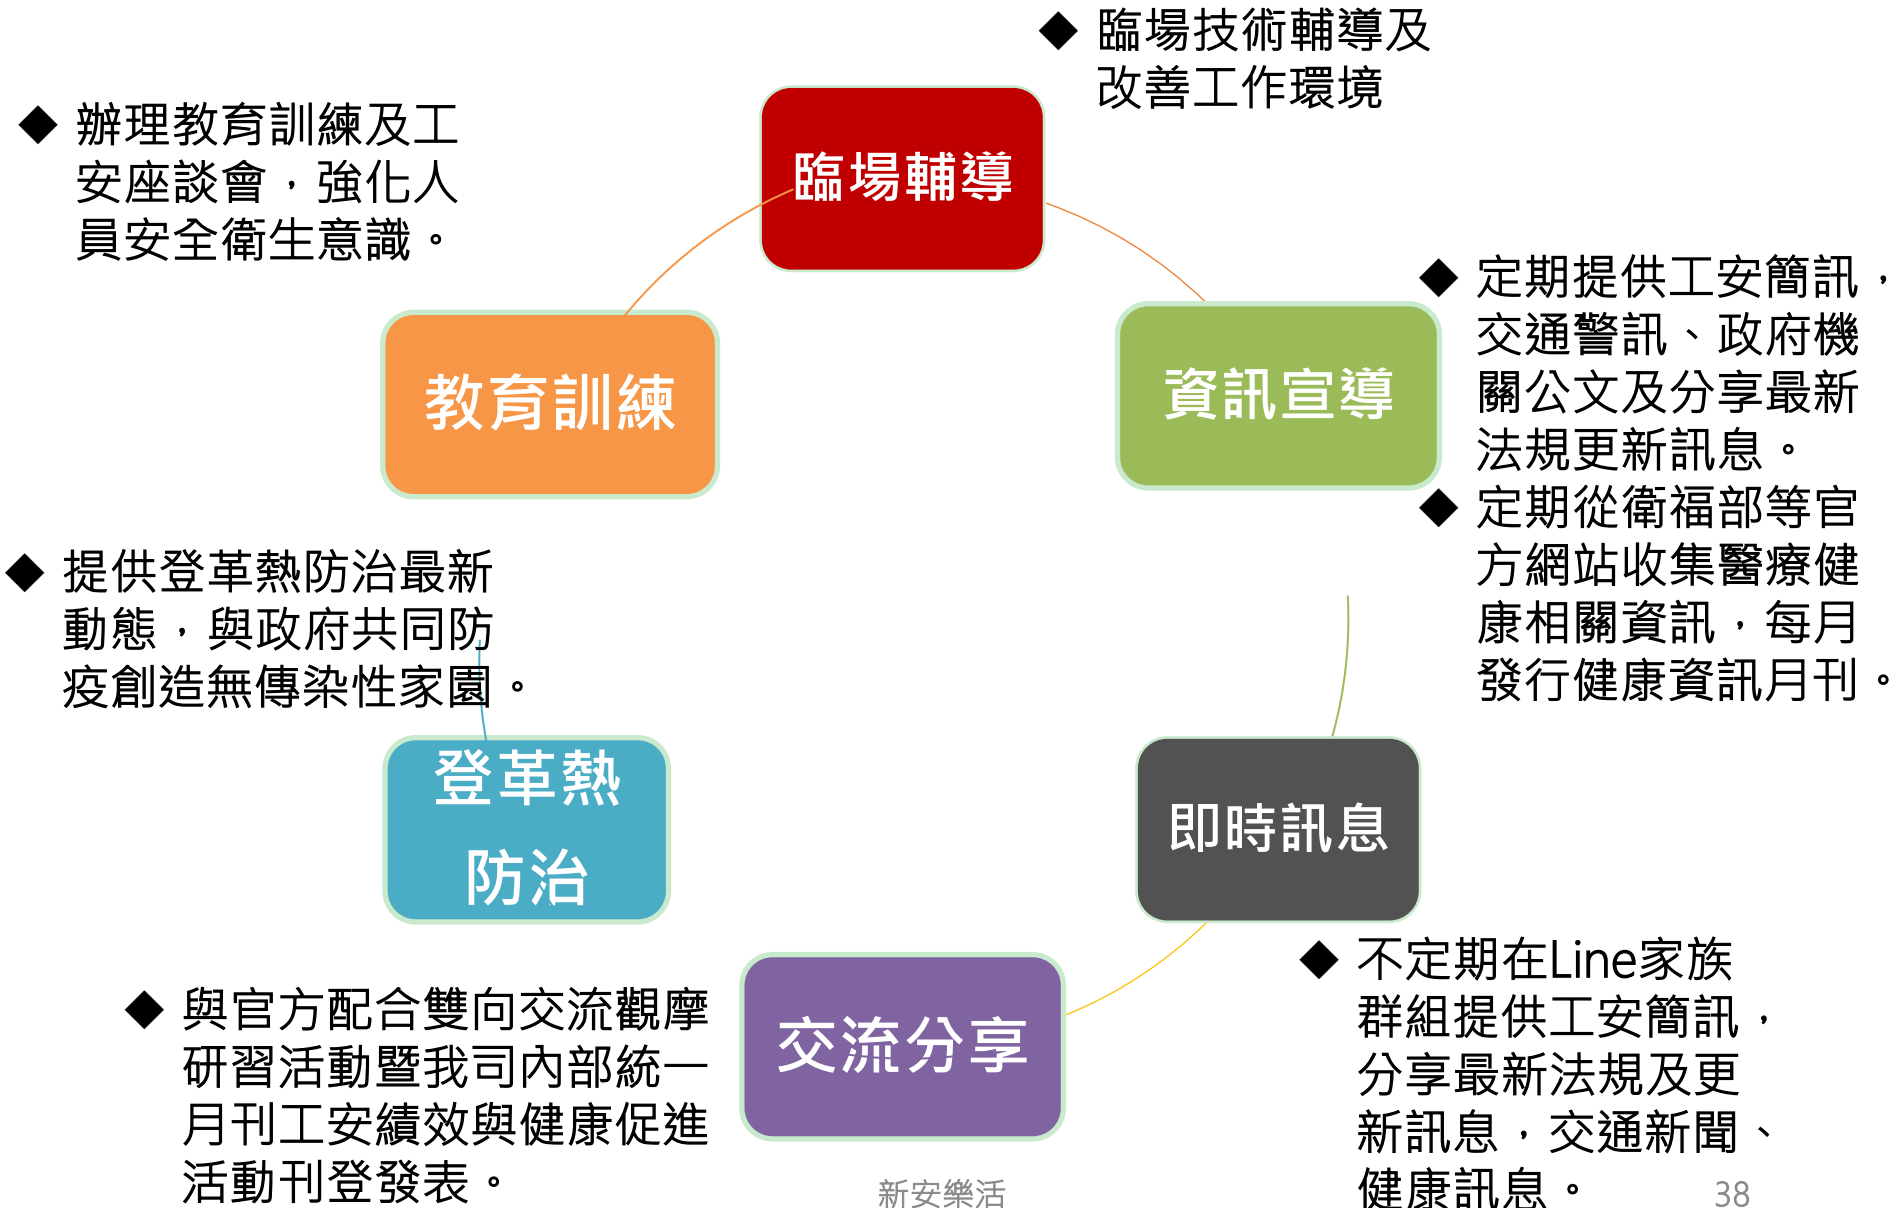 ◆ 臨場技術輔導及
改善工作環境
臨場輔導
◆ 辦理教育訓練及工
安座談會，強化人
員安全衛生意識。
教育訓練
◆ 定期提供工安簡訊，
交通警訊、政府機
關公文及分享最新
法規更新訊息。
◆ 定期從衛福部等官
方網站收集醫療健
康相關資訊，每月
發行健康資訊月刊。
資訊宣導
◆ 提供登革熱防治最新
動態，與政府共同防
疫創造無傳染性家園。
登革熱
防治
即時訊息
◆ 不定期在Line家族
群組提供工安簡訊，
分享最新法規及更
新訊息，交通新聞、
健康訊息。
◆ 與官方配合雙向交流觀摩
研習活動暨我司內部統一
月刊工安績效與健康促進
活動刊登發表。
交流分享
新安樂活
38